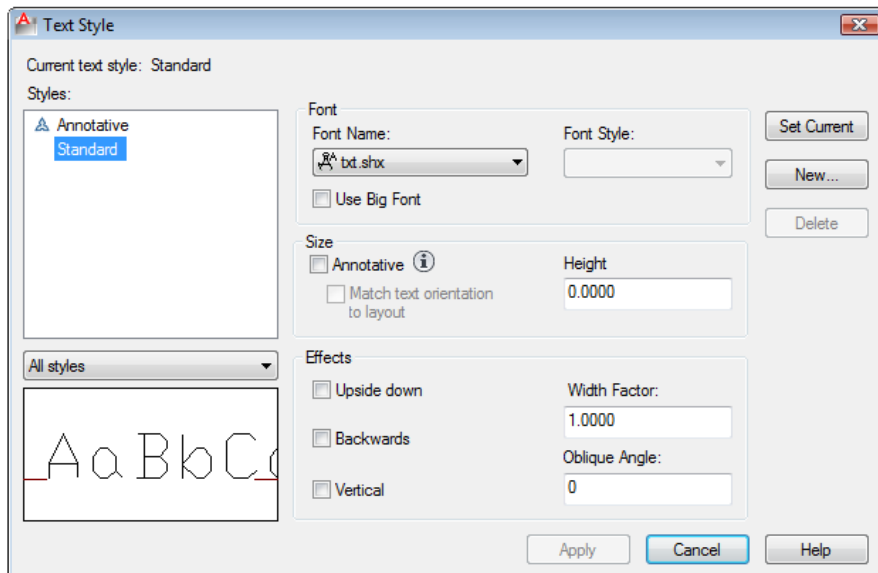 Text Style
Current text style: Standard
Styles:
Annotative
Standard
All styles
AaBbC
Font
Font Name:
txt.shx
Use Big Font
Font Style:
Size
Annotative
Match text orientation
to layout
Height
0.0000
Effects
Upside down
Backwards
Vertical
Width Factor:
1.0000
Oblique Angle:
0
Set Current
New...
Delete
Apply
Cancel
Help